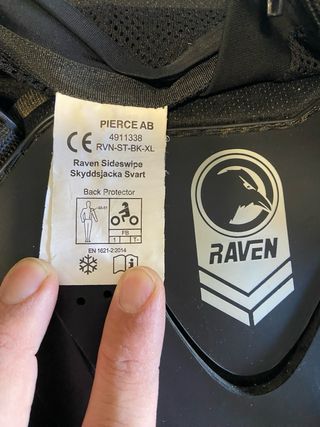 PIERCE AB
CE 4911338
RVN-ST-BK-XL
Raven Sideswipe
Skyddsjacka Svart
Back Protector
FB
1 T-
EN 1621-2:2014
i
RAVEN